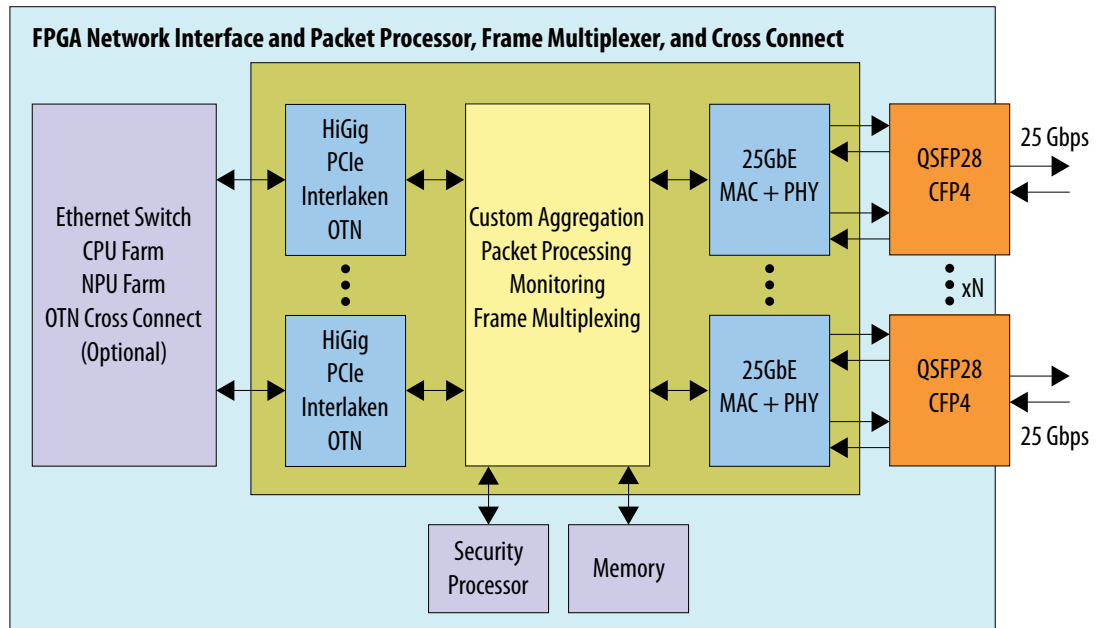 FPGA Network Interface and Packet Processor, Frame Multiplexer, and Cross Connect
Ethernet Switch
CPU Farm
NPU Farm
OTN Cross Connect
(Optional)
HiGig
PCIe
Interlaken
OTN
HiGig
PCIe
Interlaken
OTN
Custom Aggregation
Packet Processing
Monitoring
Frame Multiplexing
25GbE
MAC + PHY
25GbE
MAC + PHY
QSFP28
CFP4
25 Gbps
xN
QSFP28
CFP4
25 Gbps
Security
Processor
Memory